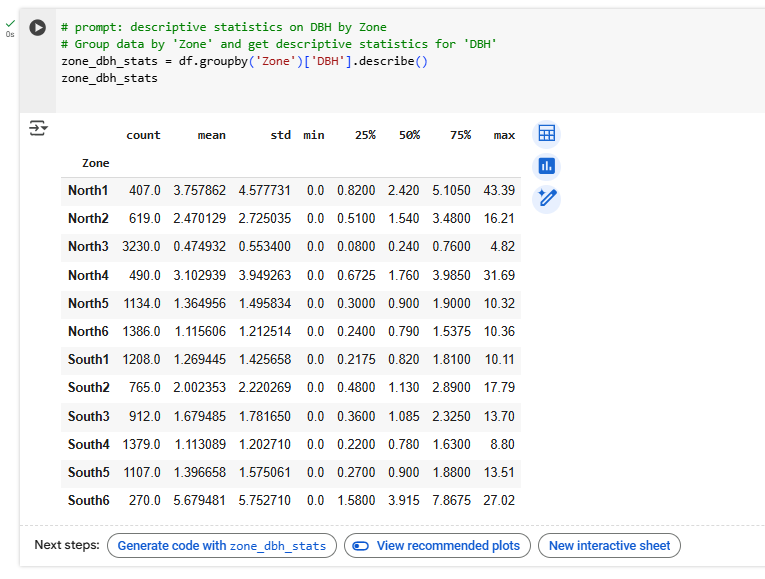 # prompt: descriptive statistics on DBH by Zone
0s
# Group data by 'Zone' and get descriptive statistics for 'DBH'
zone_dbh_stats = df.groupby('Zone')['DBH'].describe()
zone_dbh_stats
count mean std min 25% 50% 75% max
Zone
North1 407.0 3.757862 4.577731 0.0 0.8200 2.420 5.1050 43.39
North2 619.0 2.470129 2.725035 0.0 0.5100 1.540 3.4800 16.21
North3 3230.0 0.474932 0.553400 0.0 0.0800 0.240 0.7600 4.82
North4 490.0 3.102939 3.949263 0.0 0.6725 1.760 3.9850 31.69
North5 1134.0 1.364956 1.495834 0.0 0.3000 0.900 1.9000 10.32
North6 1386.0 1.115606 1.212514 0.0 0.2400 0.790 1.5375 10.36
South1 1208.0 1.269445 1.425658 0.0 0.2175 0.820 1.8100 10.11
South2 765.0 2.002353 2.220269 0.0 0.4800 1.130 2.8900 17.79
South3 912.0 1.679485 1.781650 0.0 0.3600 1.085 2.3250 13.70
South4 1379.0 1.113089 1.202710 0.0 0.2200 0.780 1.6300 8.80
South5 1107.0 1.396658 1.575061 0.0 0.2700 0.900 1.8800 13.51
South6 270.0 5.679481 5.752710 0.0 1.5800 3.915 7.8675 27.02
Next steps: Generate code with zone_dbh_stats View recommended plots New interactive sheet